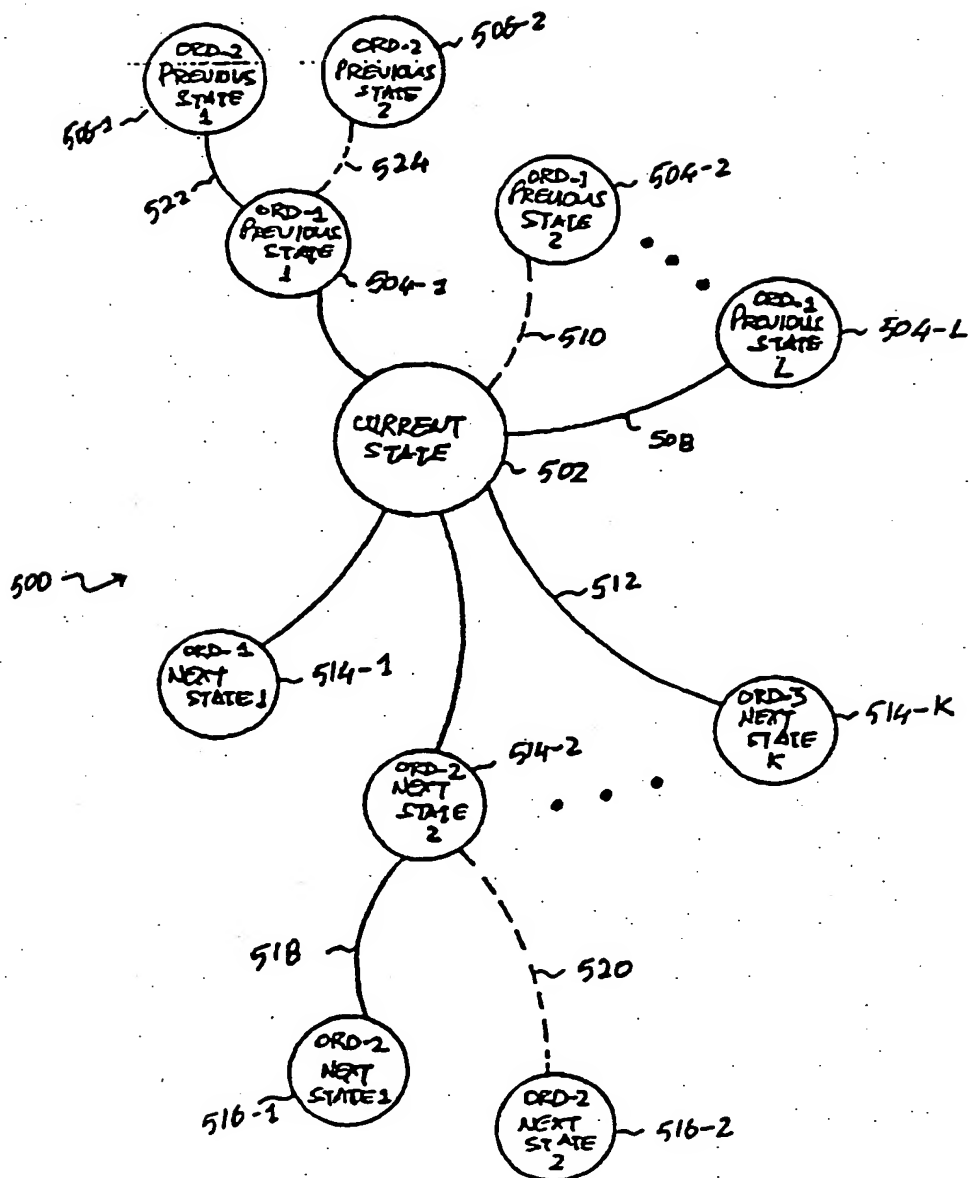 ORD-2
PREVIOUS
STATE
1
506-1
ORD-2
PREVIOUS
STATE
2
506-2
522
524
ORD-1
PREVIOUS
STATE
1
504-1
ORD-1
PREVIOUS
STATE
2
504-2
510
ORD-1
PREVIOUS
STATE
L
504-L
508
CURRENT
STATE
502
500
512
ORD-1
NEXT
STATE 1
514-1
ORD-2
NEXT
STATE
2
514-2
ORD-3
NEXT
STATE
K
514-K
518
520
ORD-2
NEXT
STATE 1
516-1
ORD-2
NEXT
STATE
2
516-2